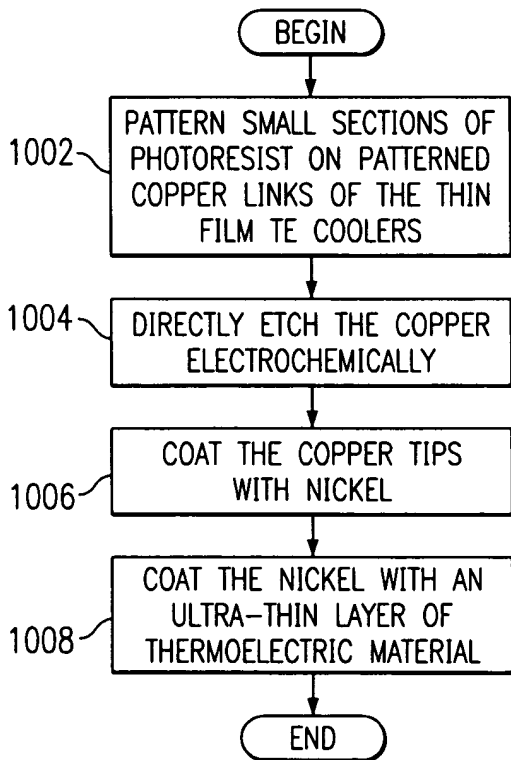 BEGIN
1002
PATTERN SMALL SECTIONS OF
PHOTORESIST ON PATTERNED
COPPER LINKS OF THE THIN
FILM TE COOLERS
1004
DIRECTLY ETCH THE COPPER
ELECTROCHEMICALLY
1006
COAT THE COPPER TIPS
WITH NICKEL
1008
COAT THE NICKEL WITH AN
ULTRA-THIN LAYER OF
THERMOELECTRIC MATERIAL
END